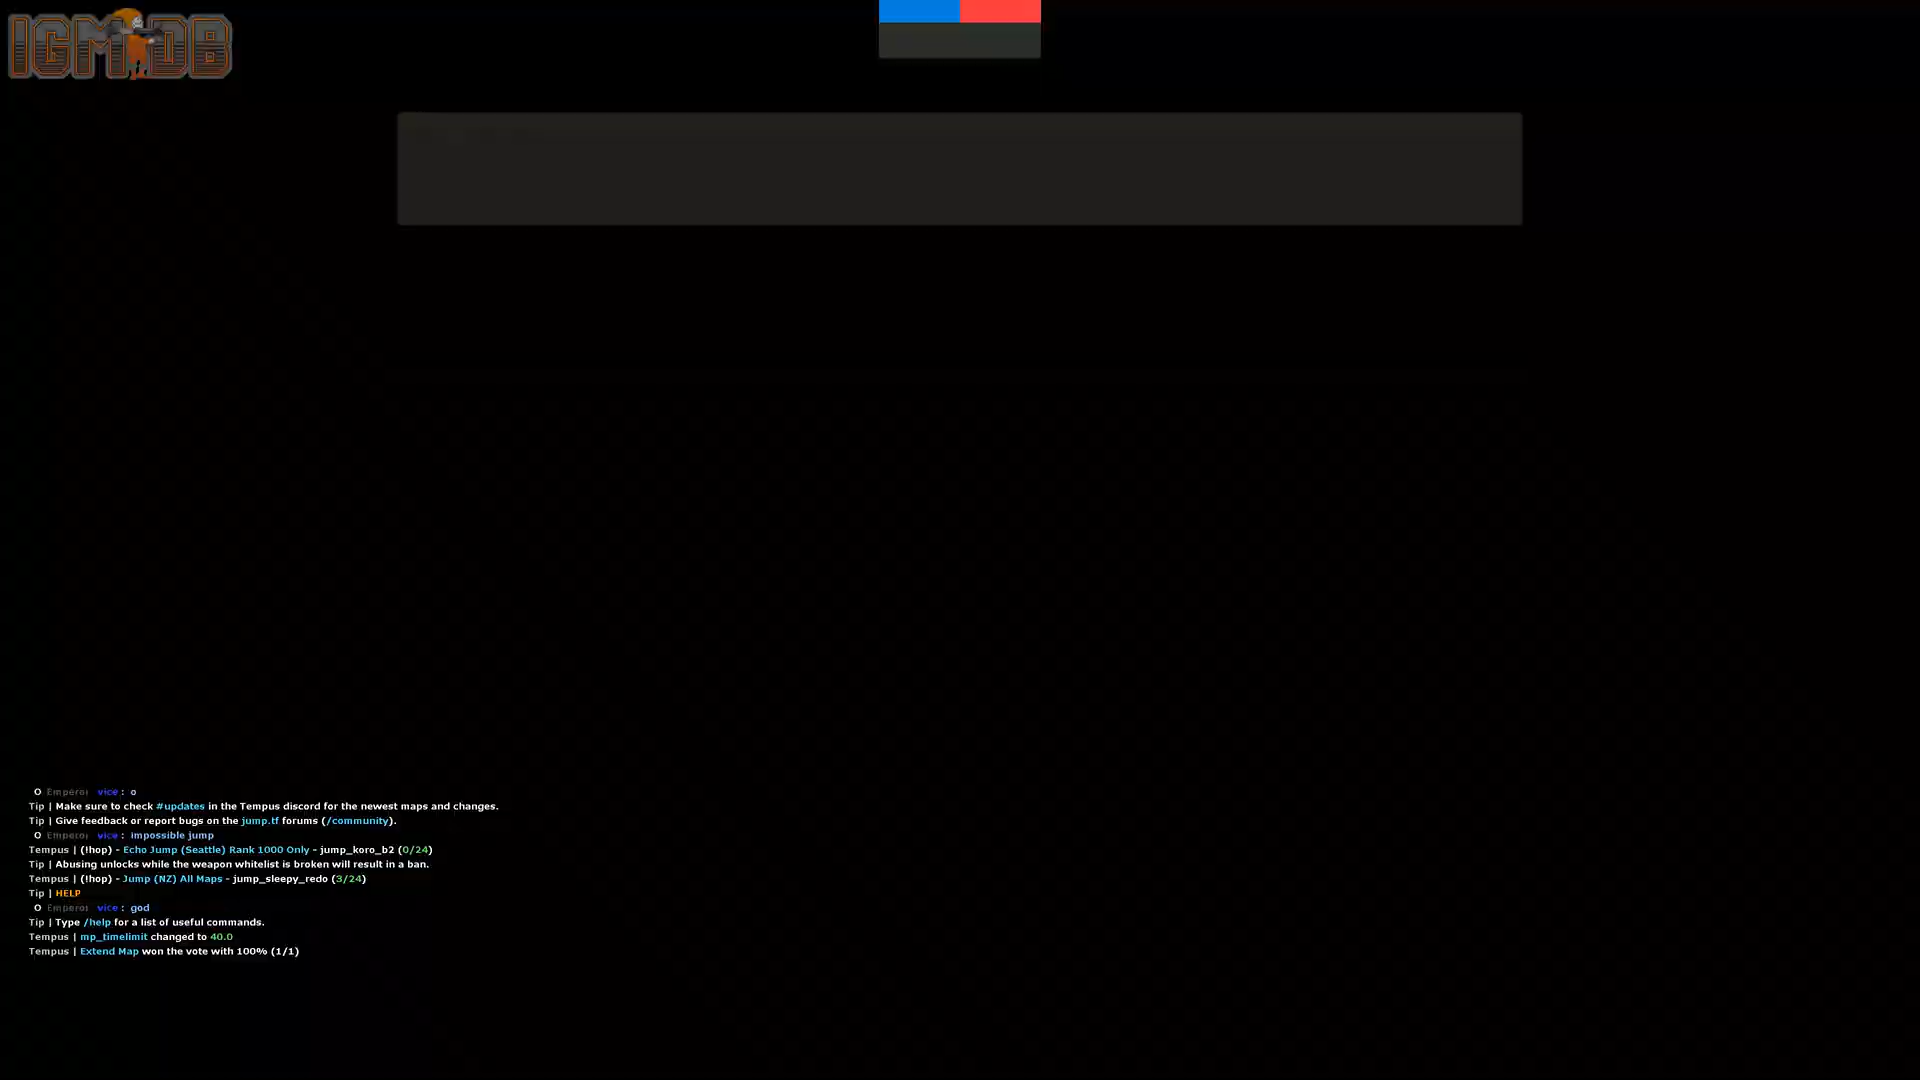 IGMDB
O Emperor vice : o
Tip | Make sure to check #updates in the Tempus discord for the newest maps and changes.
Tip | Give feedback or report bugs on the jump.tf forums (/community).
O Emperor vice : impossible jump
Tempus | (!hop) - Echo Jump (Seattle) Rank 1000 Only - jump_koro_b2 (0/24)
Tip | Abusing unlocks while the weapon whitelist is broken will result in a ban.
Tempus | (!hop) - Jump (NZ) All Maps - jump_sleepy_redo (3/24)
Tip | HELP
O Emperor vice : god
Tip | Type /help for a list of useful commands.
Tempus | mp_timelimit changed to 40.0
Tempus | Extend Map won the vote with 100% (1/1)